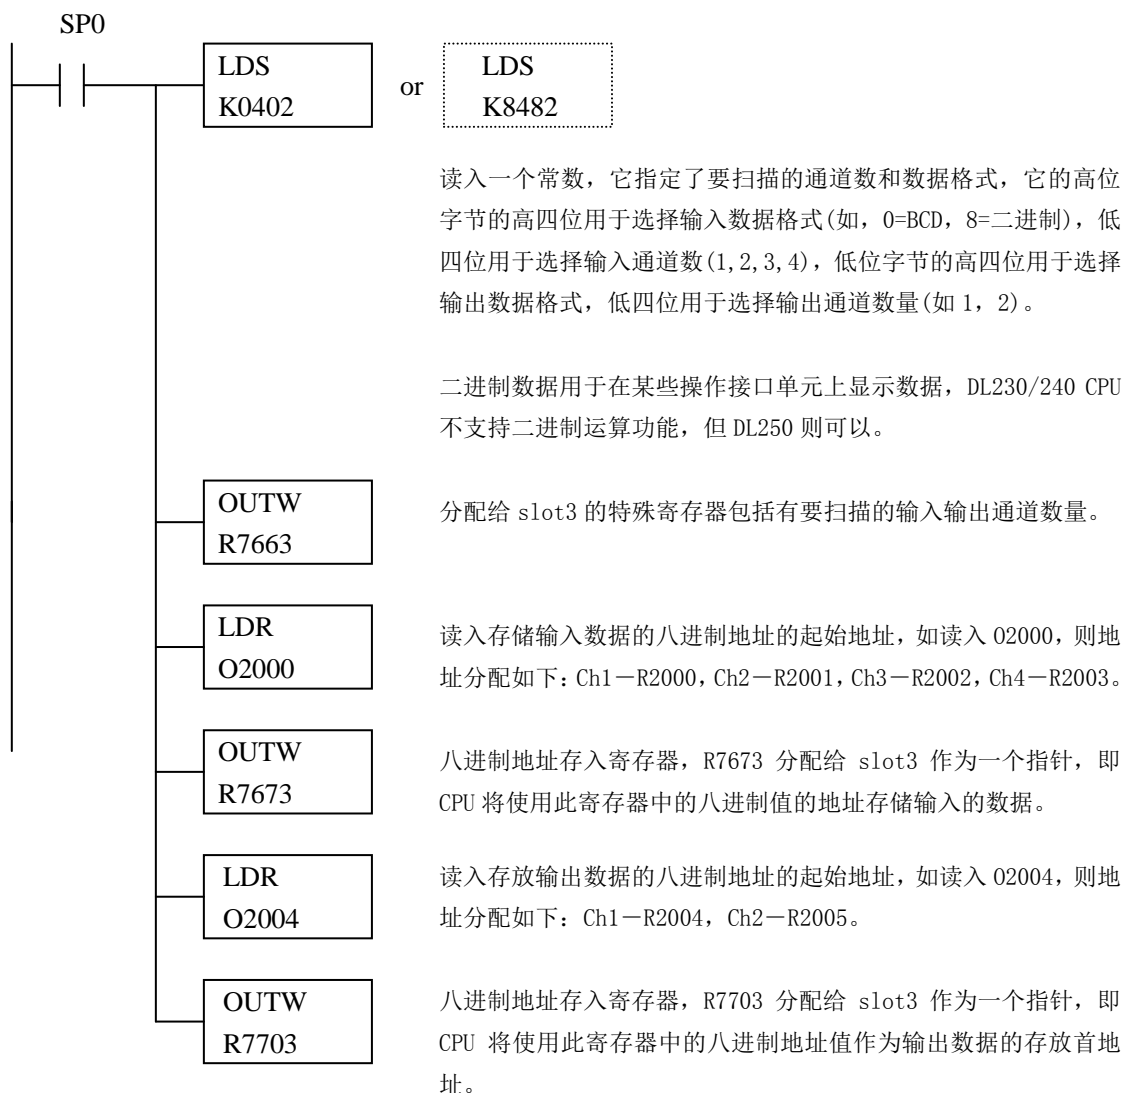 SP0
LDS
K0402
or
LDS
K8482
读入一个常数，它指定了要扫描的通道数和数据格式，它的高位
字节的高四位用于选择输入数据格式(如，0=BCD，8=二进制)，低
四位用于选择输入通道数(1,2,3,4)，低位字节的高四位用于选择
输出数据格式，低四位用于选择输出通道数量(如 1，2)。
二进制数据用于在某些操作接口单元上显示数据，DL230/240 CPU
不支持二进制运算功能，但 DL250 则可以。
OUTW
R7663
分配给 slot3 的特殊寄存器包括有要扫描的输入输出通道数量。
LDR
O2000
读入存储输入数据的八进制地址的起始地址，如读入 O2000，则地
址分配如下：Ch1－R2000，Ch2－R2001，Ch3－R2002，Ch4－R2003。
OUTW
R7673
八进制地址存入寄存器，R7673 分配给 slot3 作为一个指针，即
CPU 将使用此寄存器中的八进制值的地址存储输入的数据。
LDR
O2004
读入存放输出数据的八进制地址的起始地址，如读入 O2004，则地
址分配如下：Ch1－R2004，Ch2－R2005。
OUTW
R7703
八进制地址存入寄存器，R7703 分配给 slot3 作为一个指针，即
CPU 将使用此寄存器中的八进制地址值作为输出数据的存放首地
址。